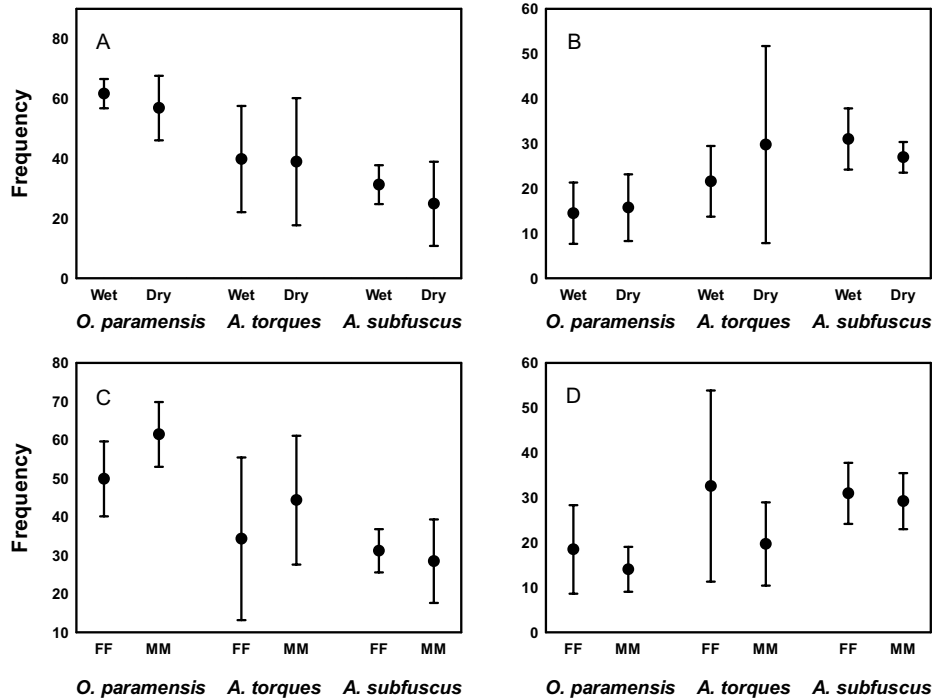 80
60
40
20
0
Frequency
A
Wet Dry Wet Dry Wet Dry
O. paramensis A. torques A. subfuscus
60
50
40
30
20
10
0
B
Wet Dry Wet Dry Wet Dry
O. paramensis A. torques A. subfuscus
80
70
60
50
40
30
20
10
Frequency
C
FF MM FF MM FF MM
O. paramensis A. torques A. subfuscus
60
50
40
30
20
10
0
D
FF MM FF MM FF MM
O. paramensis A. torques A. subfuscus